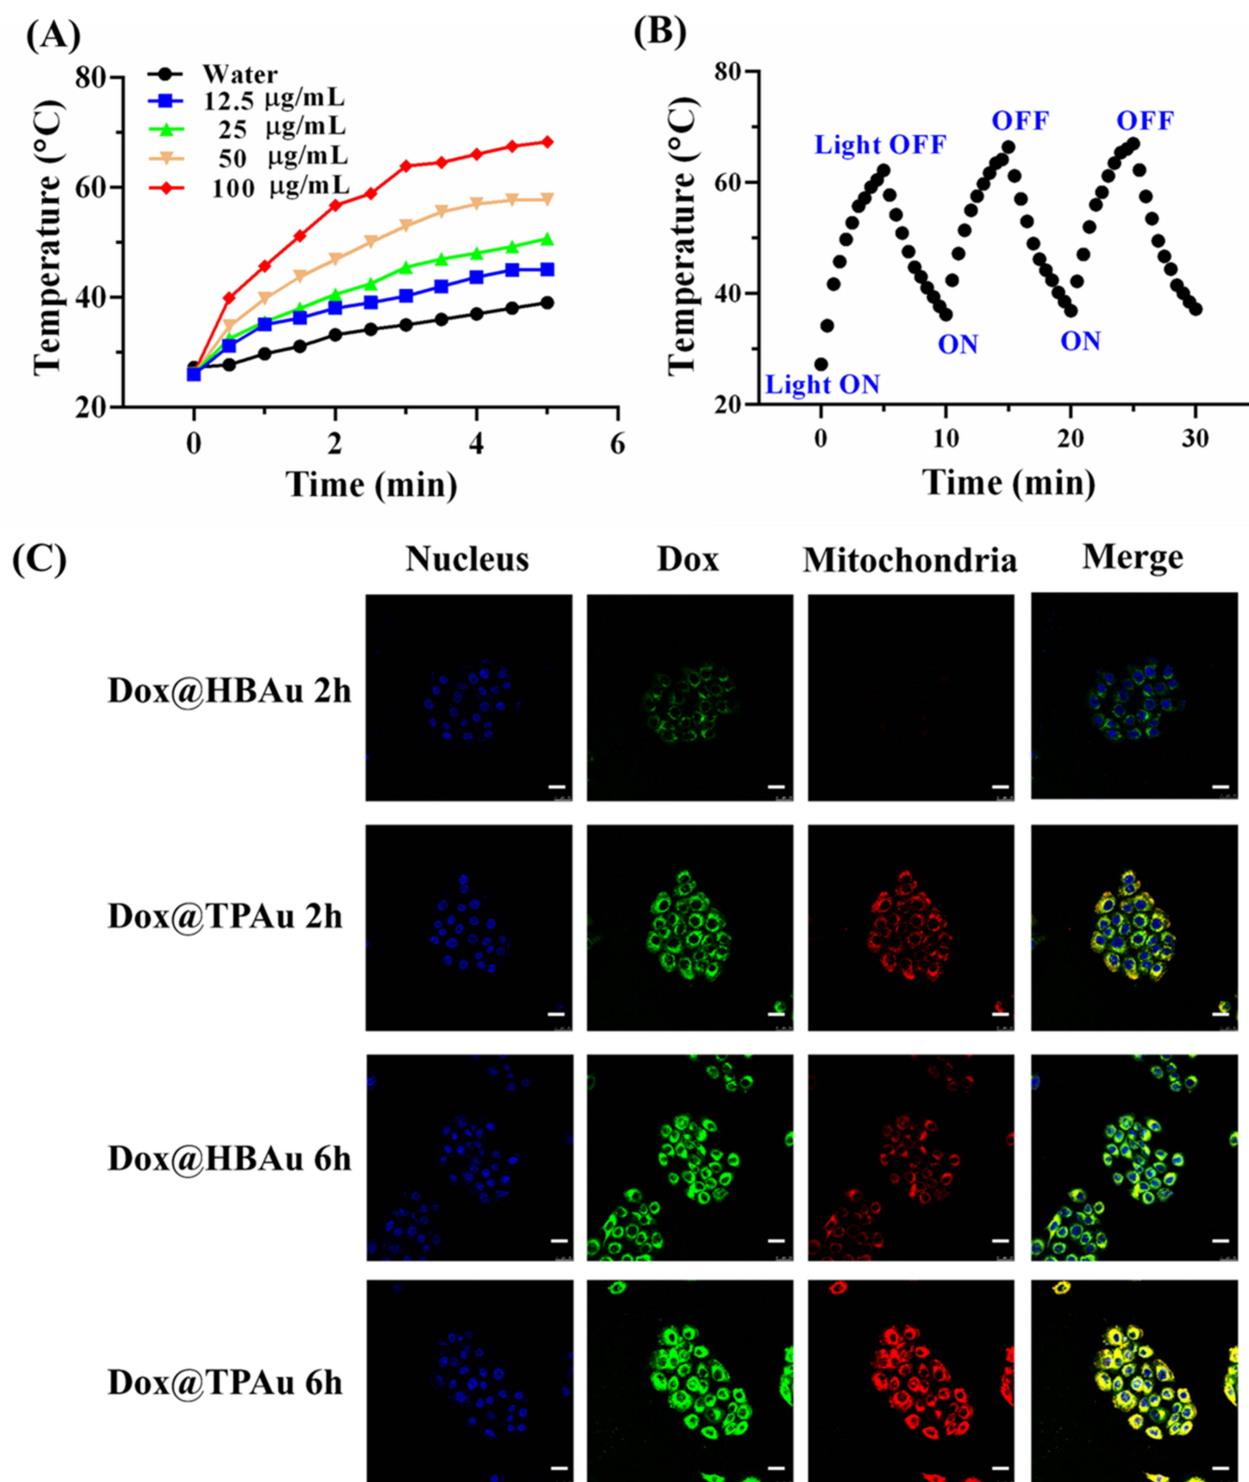 (A)
Water
12.5 μg/mL
25 μg/mL
50 μg/mL
100 μg/mL
Temperature (°C)
80
60
40
20
0 2 4 6
Time (min)
(B)
Temperature (°C)
80
60
40
20
Light OFF
OFF
OFF
ON
ON
Light ON
0 10 20 30
Time (min)
(C)
Nucleus Dox Mitochondria Merge
Dox@HBAu 2h
Dox@TPAu 2h
Dox@HBAu 6h
Dox@TPAu 6h